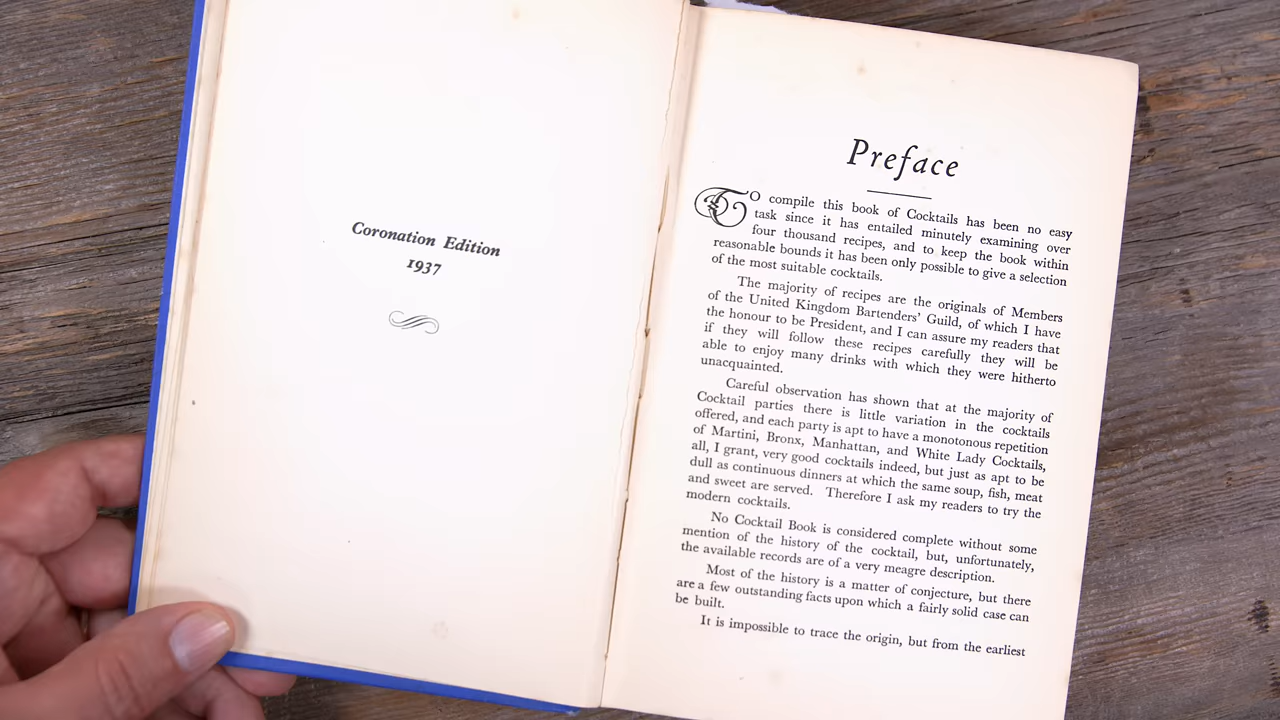 Coronation Edition
1937
Preface
TO compile this book of Cocktails has been no easy
task since it has entailed minutely examining over
four thousand recipes, and to keep the book within
reasonable bounds it has been only possible to give a selection
of the most suitable cocktails.
The majority of recipes are the originals of Members
of the United Kingdom Bartenders' Guild, of which I have
the honour to be President, and I can assure my readers that
if they will follow these recipes carefully they will be
able to enjoy many drinks with which they were hitherto
unacquainted.
Careful observation has shown that at the majority of
Cocktail parties there is little variation in the cocktails
offered, and each party is apt to have a monotonous repetition
of Martini, Bronx, Manhattan, and White Lady Cocktails,
all, I grant, very good cocktails indeed, but just as apt to be
dull as continuous dinners at which the same soup, fish, meat
and sweet are served. Therefore I ask my readers to try the
modern cocktails.
No Cocktail Book is considered complete without some
mention of the history of the cocktail, but, unfortunately,
the available records are of a very meagre description.
Most of the history is a matter of conjecture, but there
are a few outstanding facts upon which a fairly solid case can
be built.
It is impossible to trace the origin, but from the earliest